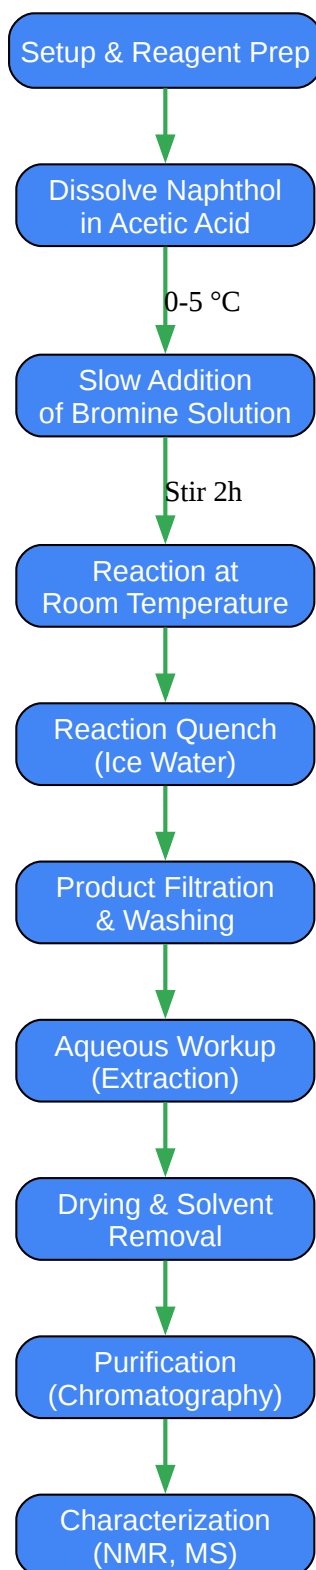 Setup & Reagent Prep
Dissolve Naphthol
in Acetic Acid
0-5 °C
Slow Addition
of Bromine Solution
Stir 2h
Reaction at
Room Temperature
Reaction Quench
(Ice Water)
Product Filtration
& Washing
Aqueous Workup
(Extraction)
Drying & Solvent
Removal
Purification
(Chromatography)
Characterization
(NMR, MS)